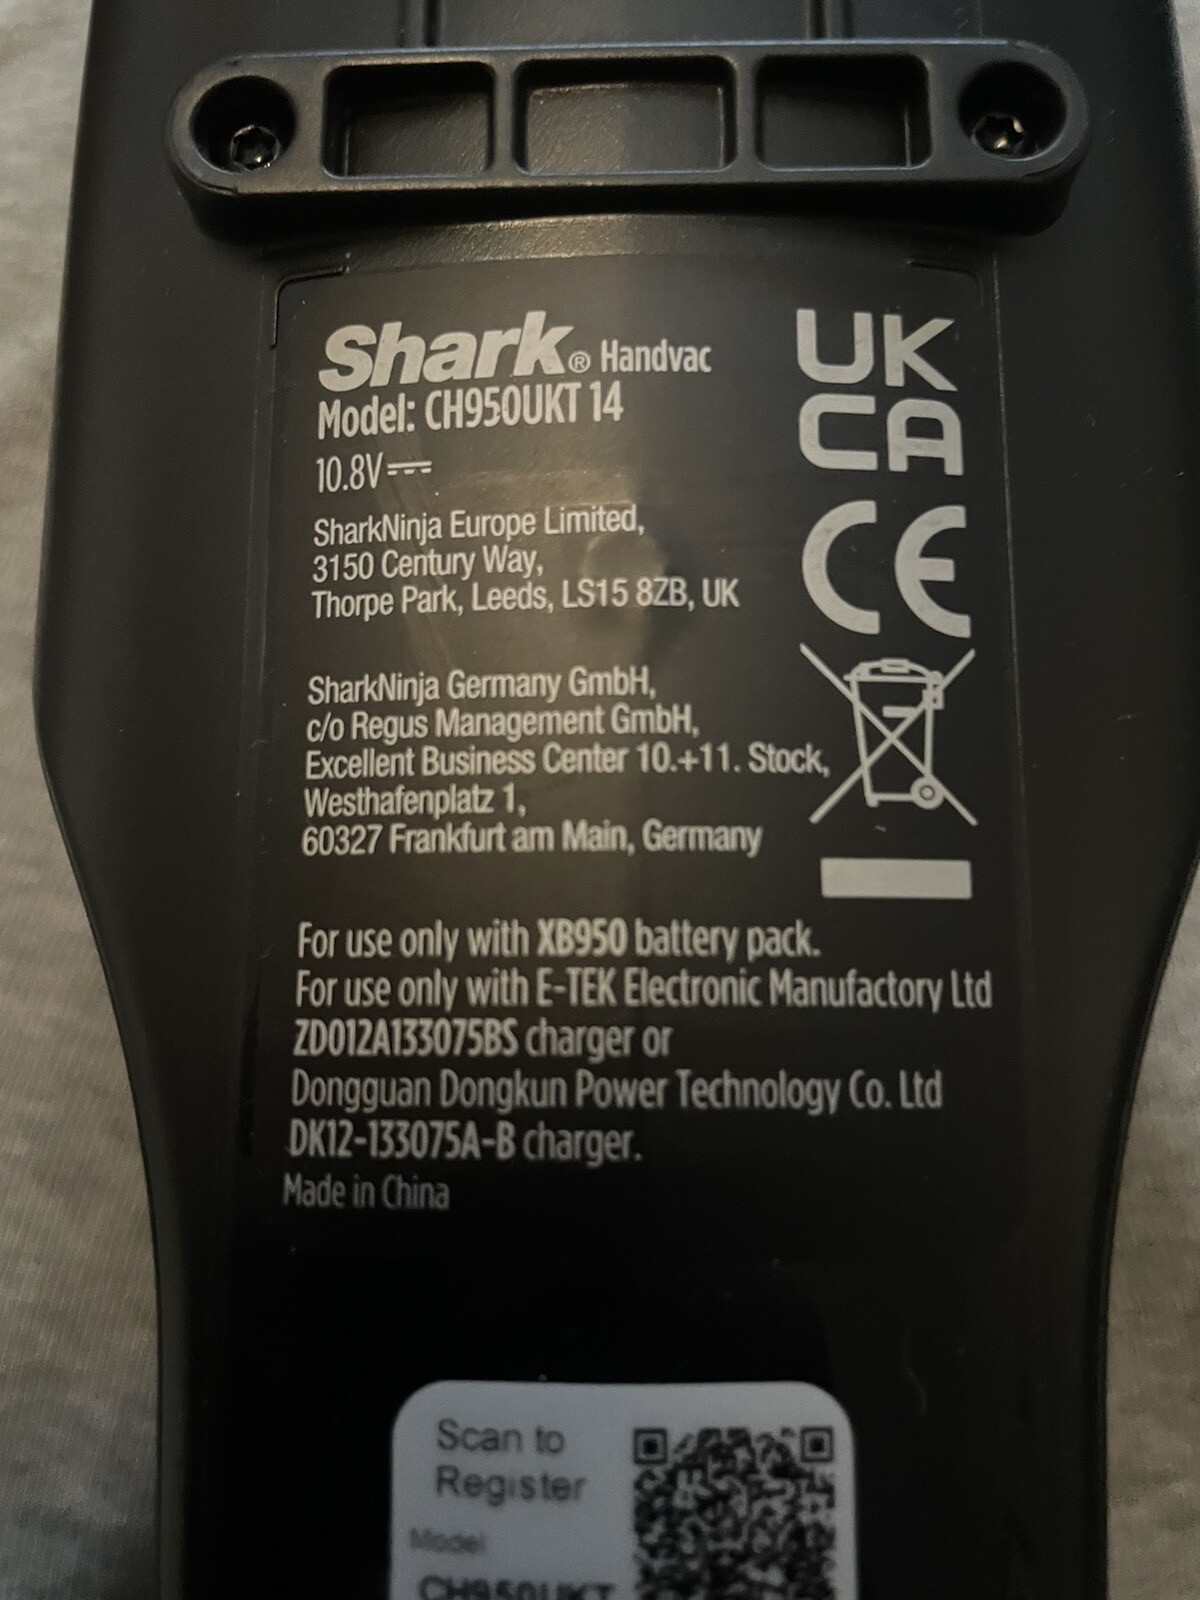 Shark® Handvac
Model: CH950UKT 14
10.8V⎓
UK
CA
CE
SharkNinja Europe Limited,
3150 Century Way,
Thorpe Park, Leeds, LS15 8ZB, UK
SharkNinja Germany GmbH,
c/o Regus Management GmbH,
Excellent Business Center 10.+11. Stock,
Westhafenplatz 1,
60327 Frankfurt am Main, Germany
For use only with XB950 battery pack.
For use only with E-TEK Electronic Manufactory Ltd
ZD012A133075BS charger or
Dongguan Dongkun Power Technology Co. Ltd
DK12-133075A-B charger.
Made in China
Scan to
Register
Model
CH950UKT